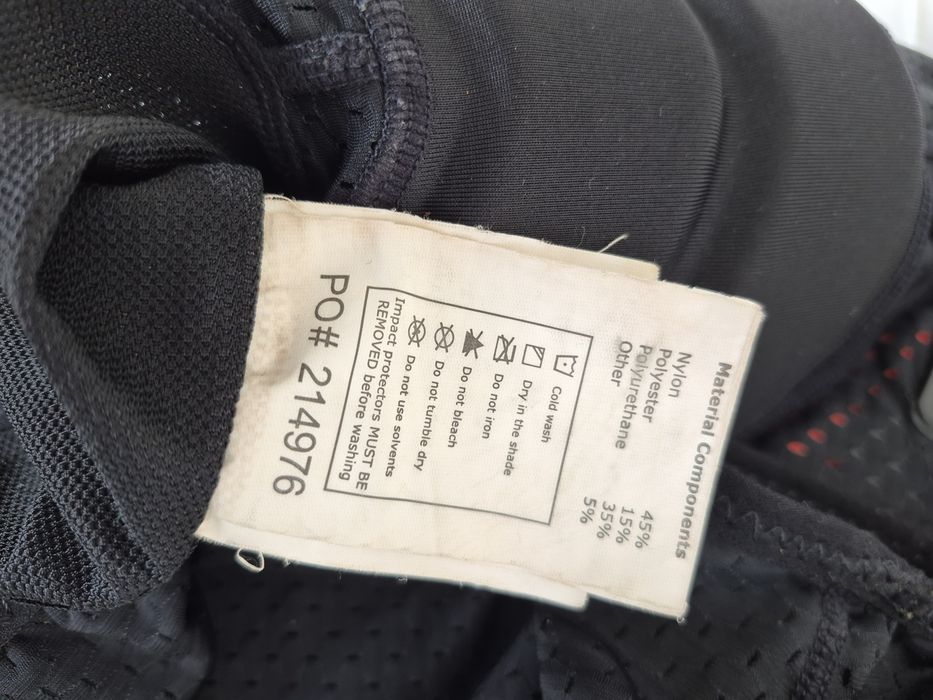 Material Components
Nylon 45%
Polyester 15%
Polyurethane 35%
Other 5%
Cold wash
Dry in the shade
Do not iron
Do not bleach
Do not tumble dry
Do not use solvents
Impact protectors MUST BE
REMOVED before washing
PO# 214976